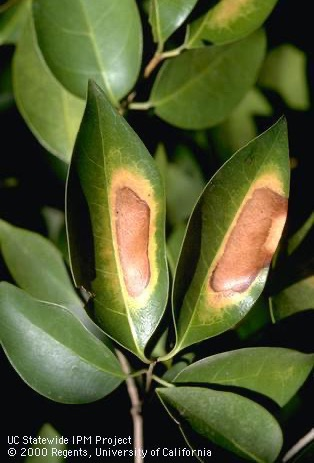 UC Statewide IPM Project
© 2000 Regents, University of California